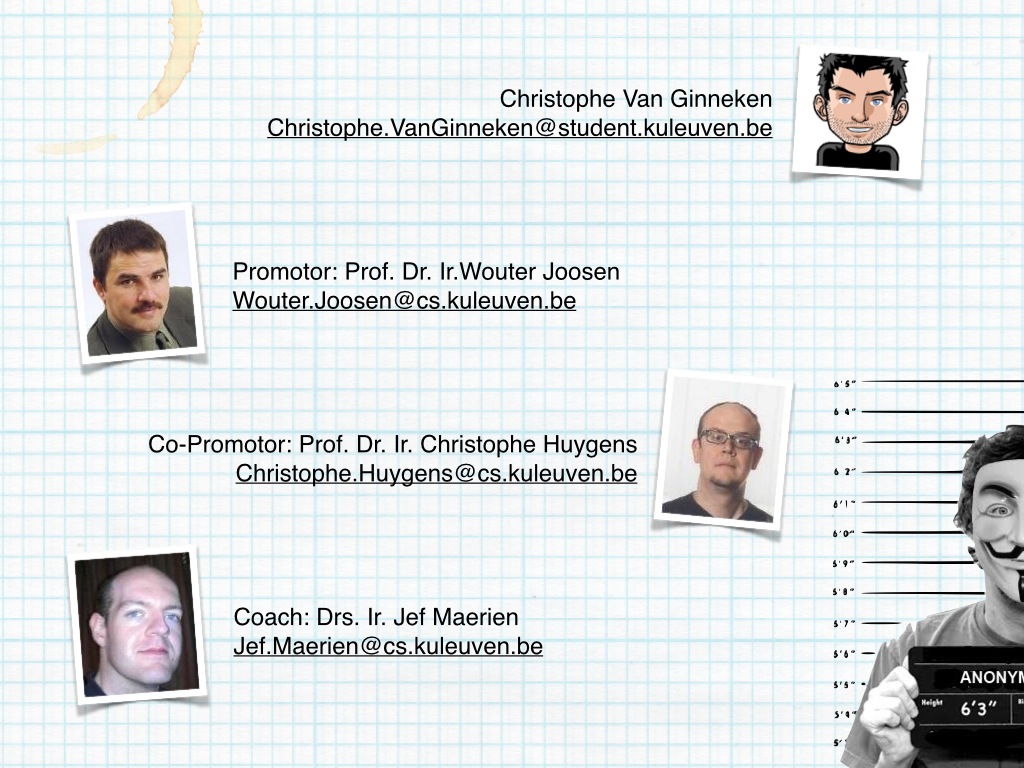 Christophe Van Ginneken
Christophe.VanGinneken@student.kuleuven.be
Promotor: Prof. Dr. Ir.Wouter Joosen
Wouter.Joosen@cs.kuleuven.be
Co-Promotor: Prof. Dr. Ir. Christophe Huygens
Christophe.Huygens@cs.kuleuven.be
Coach: Drs. Ir. Jef Maerien
Jef.Maerien@cs.kuleuven.be
6'5"
6'4"
6'3"
6'2"
6'1"
6'0"
5'9"
5'8"
5'7"
5'6"
5'5"
5'4"
ANONYM
Height
6'3"